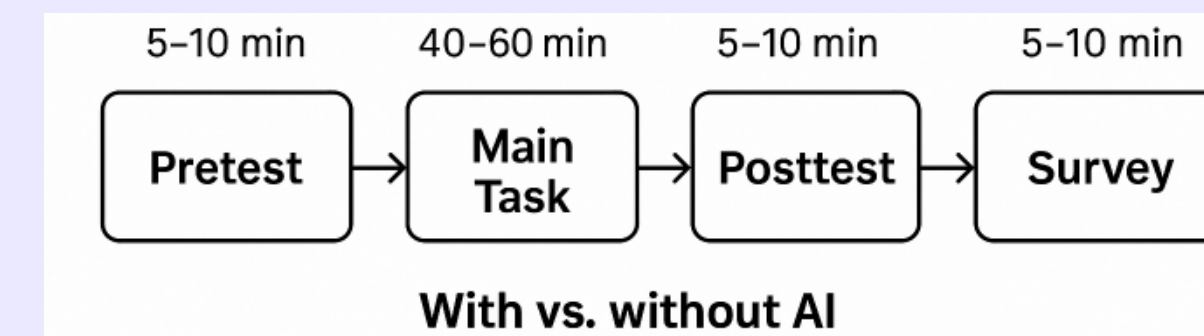 5–10 min 40–60 min 5–10 min 5–10 min
Pretest Main Task Posttest Survey
With vs. without AI